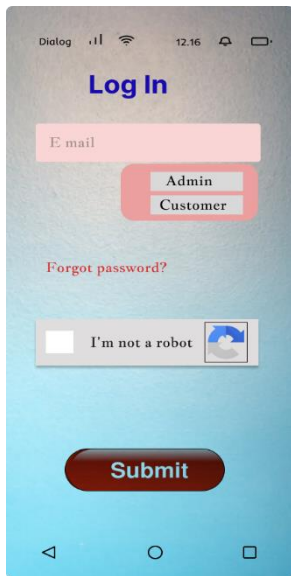 Dialog 12.16
Log In
E mail
Admin
Customer
Forgot password?
I'm not a robot
Submit